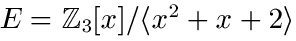 E = ℤ₃[x]/⟨x² + x + 2⟩